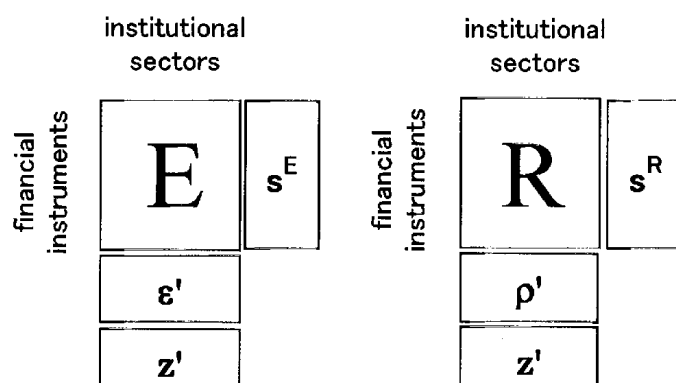 institutional
sectors
financial
instruments
E
s^E
ε'
z'
institutional
sectors
financial
instruments
R
s^R
ρ'
z'